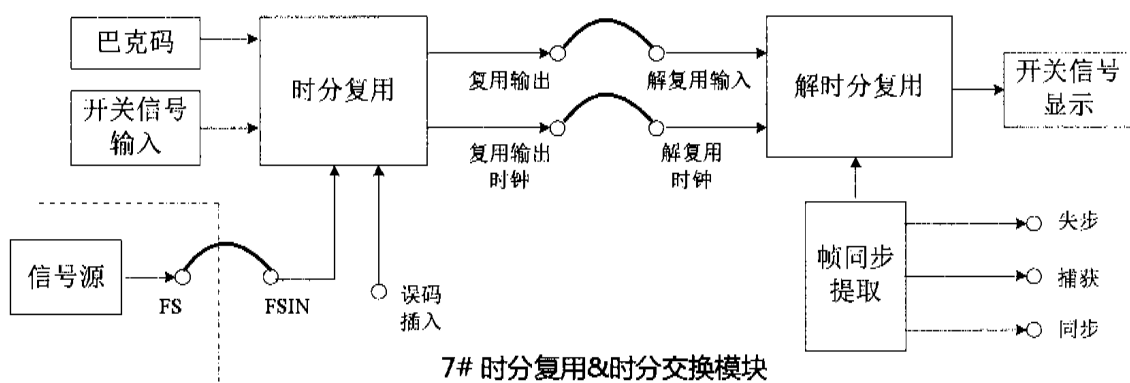 巴克码
开关信号
输入
时分复用
复用输出
解复用输入
复用输出
时钟
解复用
时钟
解时分复用
开关信号
显示
信号源
FS
FSIN
误码
插入
帧同步
提取
失步
捕获
同步
7# 时分复用&时分交换模块